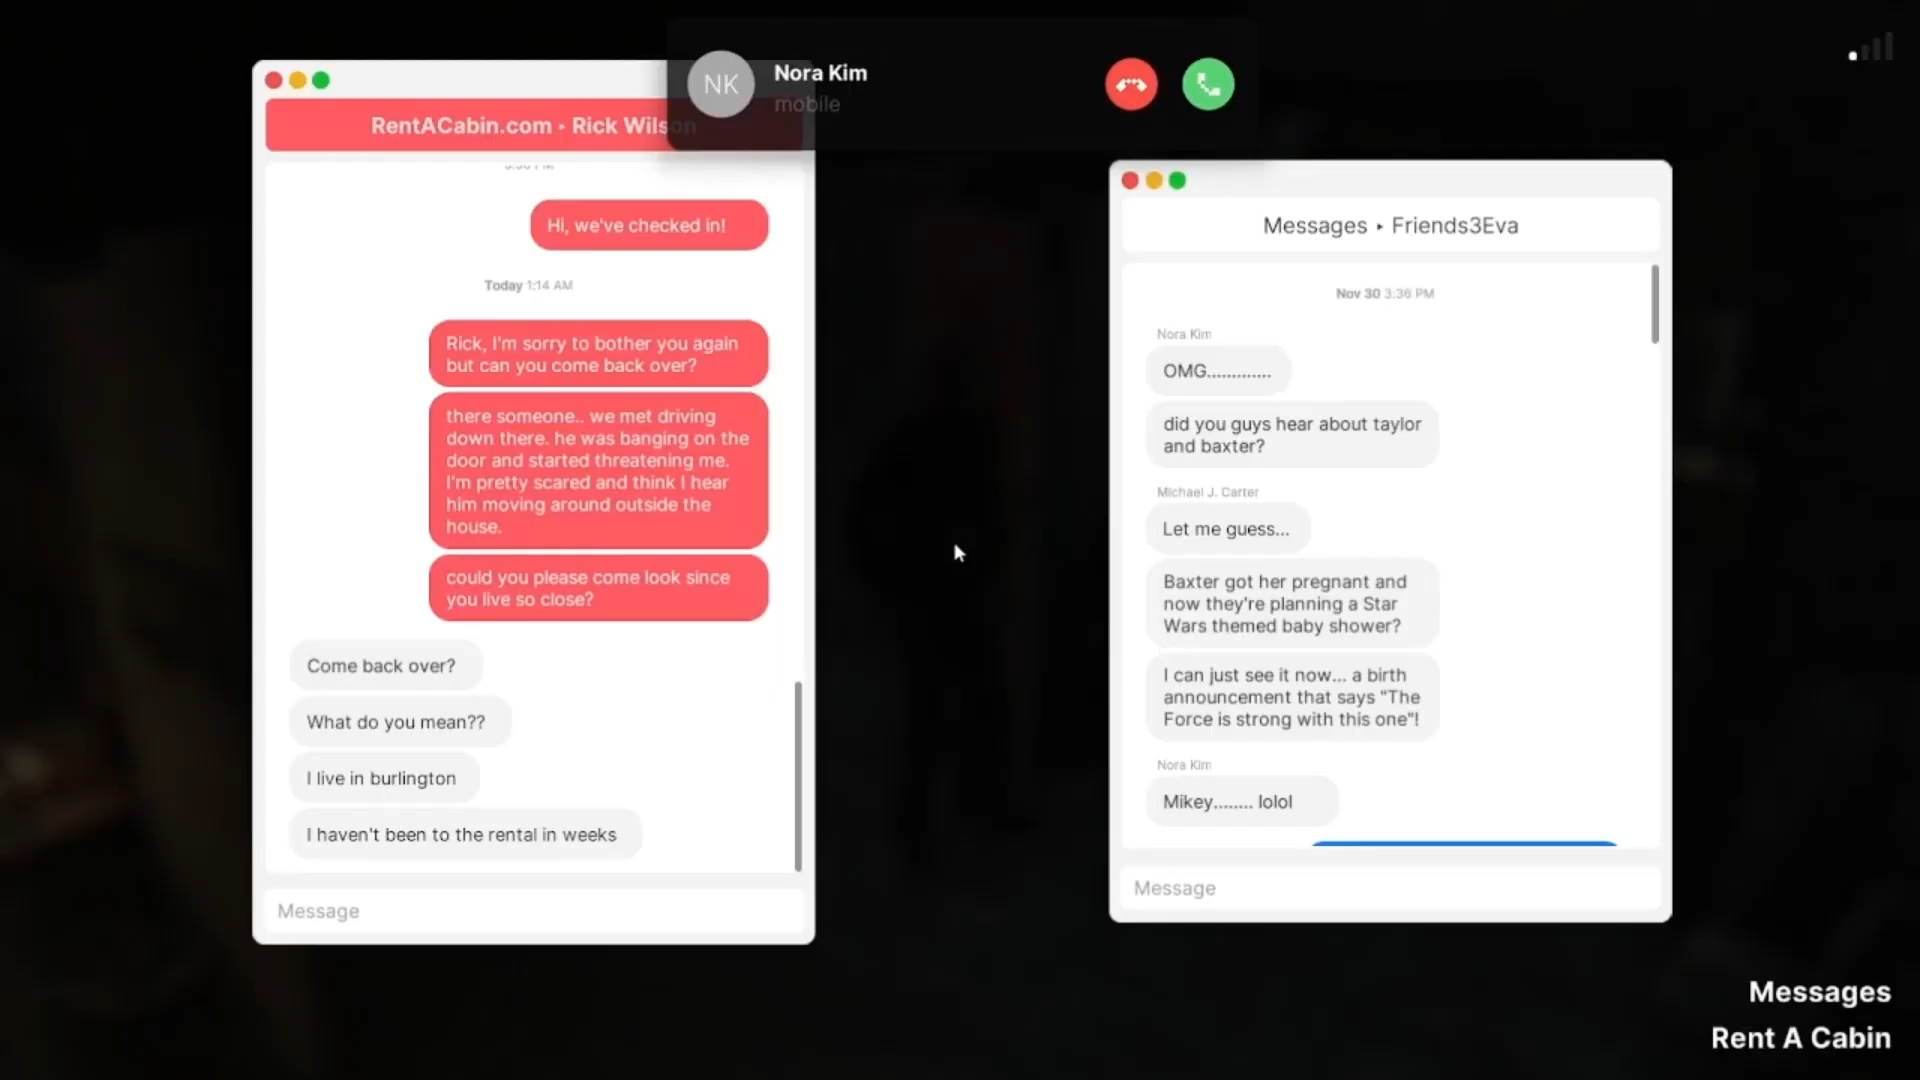 NK
Nora Kim
mobile
RentACabin.com • Rick Wilson
Hi, we've checked in!
Today 1:14 AM
Rick, I'm sorry to bother you again
but can you come back over?
there someone.. we met driving
down there. he was banging on the
door and started threatening me.
I'm pretty scared and think I hear
him moving around outside the
house.
could you please come look since
you live so close?
Come back over?
What do you mean??
I live in burlington
I haven't been to the rental in weeks
Message
Messages ‣ Friends3Eva
Nov 30 3:36 PM
Nora Kim
OMG.............
did you guys hear about taylor
and baxter?
Michael J. Carter
Let me guess...
Baxter got her pregnant and
now they're planning a Star
Wars themed baby shower?
I can just see it now... a birth
announcement that says "The
Force is strong with this one"!
Nora Kim
Mikey........ lolol
Message
Messages
Rent A Cabin